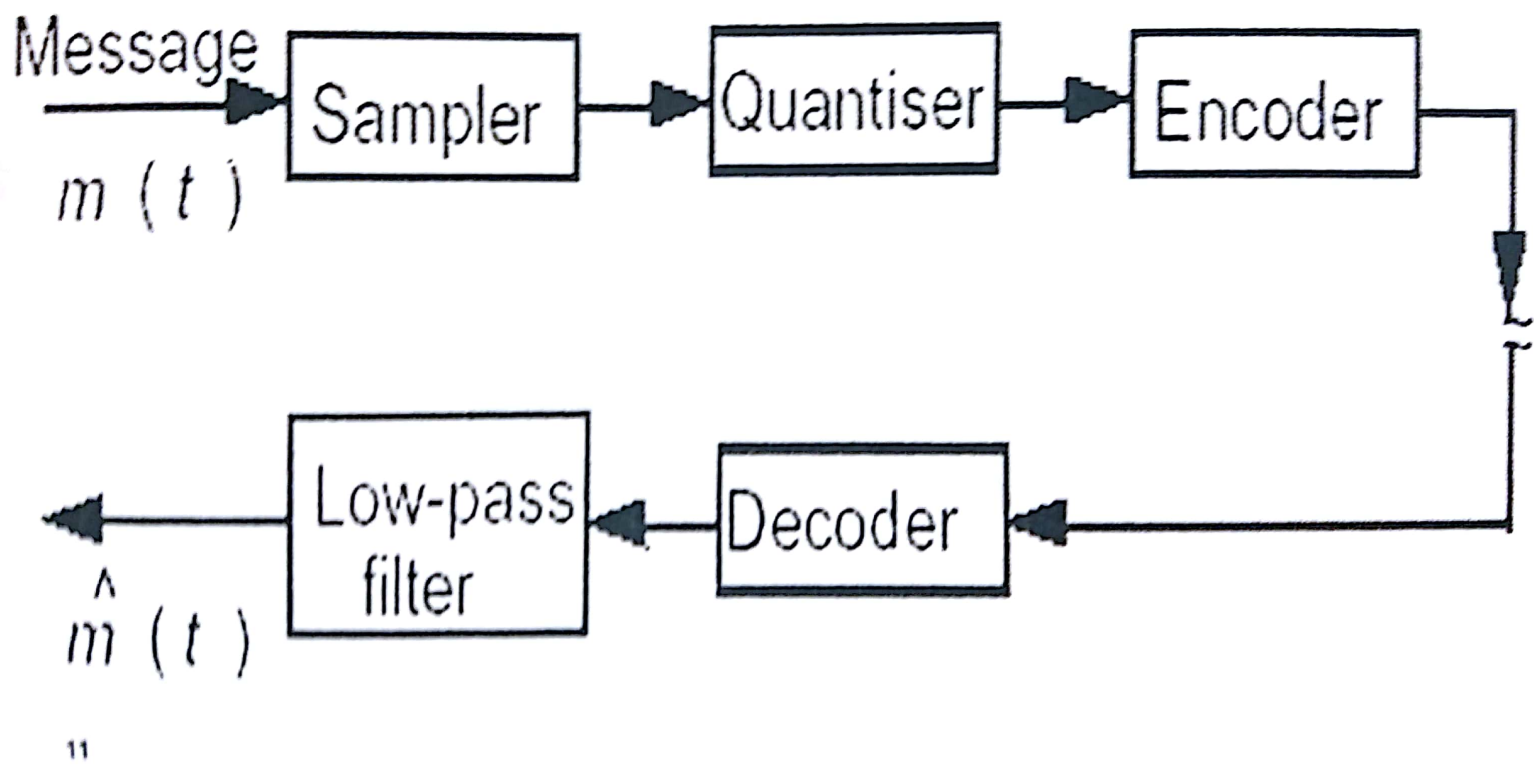 Message
m ( t )
Sampler
Quantiser
Encoder
Decoder
Low-pass
filter
^
m ( t )
11